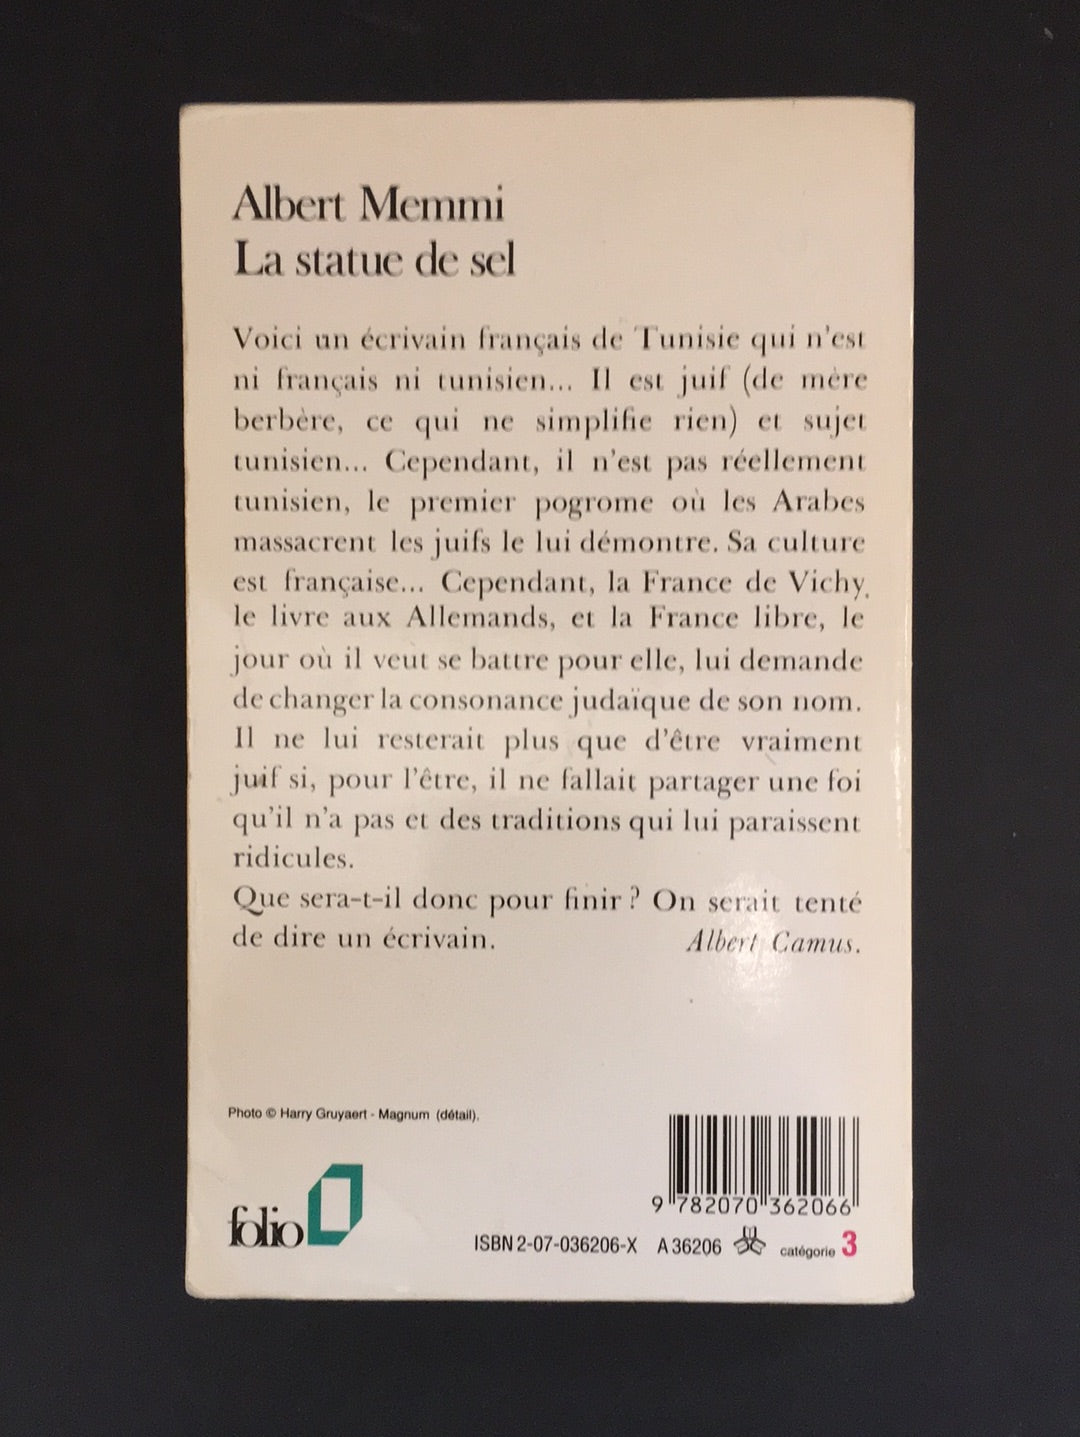 Albert Memmi
La statue de sel
Voici un écrivain français de Tunisie qui n'est
ni français ni tunisien... Il est juif (de mère
berbère, ce qui ne simplifie rien) et sujet
tunisien... Cependant, il n'est pas réellement
tunisien, le premier pogrome où les Arabes
massacrent les juifs le lui démontre. Sa culture
est française... Cependant, la France de Vichy
le livre aux Allemands, et la France libre, le
jour où il veut se battre pour elle, lui demande
de changer la consonance judaïque de son nom.
Il ne lui resterait plus que d'être vraiment
juif si, pour l'être, il ne fallait partager une foi
qu'il n'a pas et des traditions qui lui paraissent
ridicules.
Que sera-t-il donc pour finir ? On serait tenté
de dire un écrivain. Albert Camus.
Photo © Harry Gruyaert - Magnum (détail).
folio
9 782070 362066
ISBN 2-07-036206-X A 36206 catégorie 3